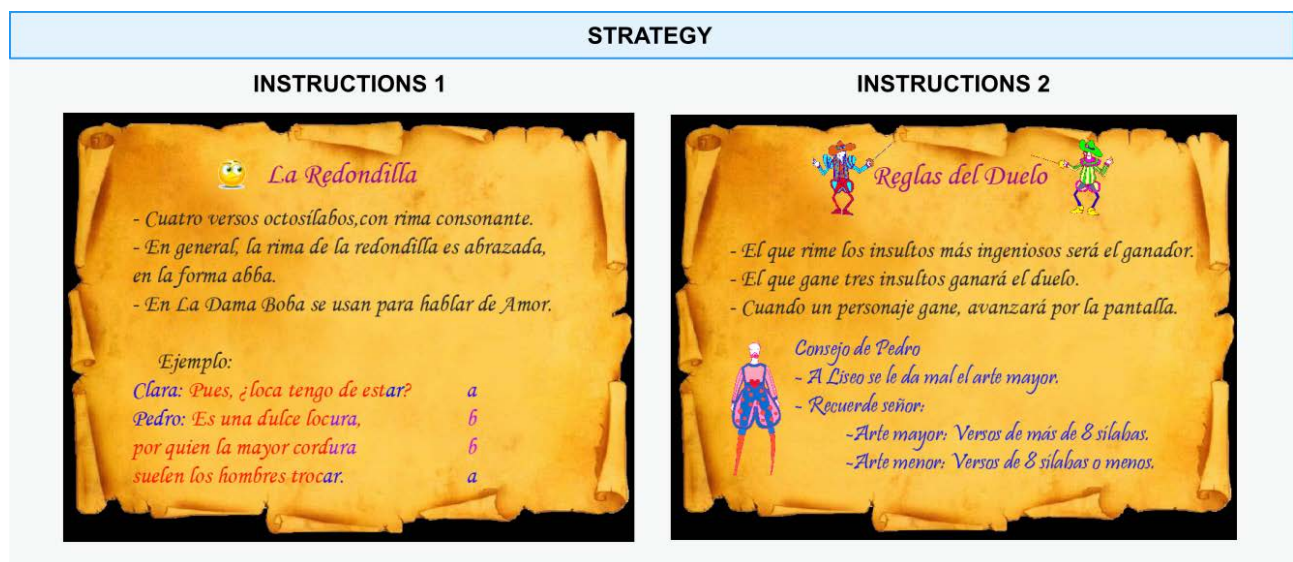 STRATEGY
INSTRUCTIONS 1
La Redondilla
- Cuatro versos octosílabos,con rima consonante.
- En general, la rima de la redondilla es abrazada,
en la forma abba.
- En La Dama Boba se usan para hablar de Amor.
Ejemplo:
Clara: Pues, ¿loca tengo de estar? a
Pedro: Es una dulce locura, b
por quien la mayor cordura b
suelen los hombres trocar. a
INSTRUCTIONS 2
Reglas del Duelo
- El que rime los insultos más ingeniosos será el ganador.
- El que gane tres insultos ganará el duelo.
- Cuando un personaje gane, avanzará por la pantalla.
Consejo de Pedro
- A Liseo se le da mal el arte mayor.
- Recuerde señor:
-Arte mayor: Versos de más de 8 sílabas.
-Arte menor: Versos de 8 sílabas o menos.